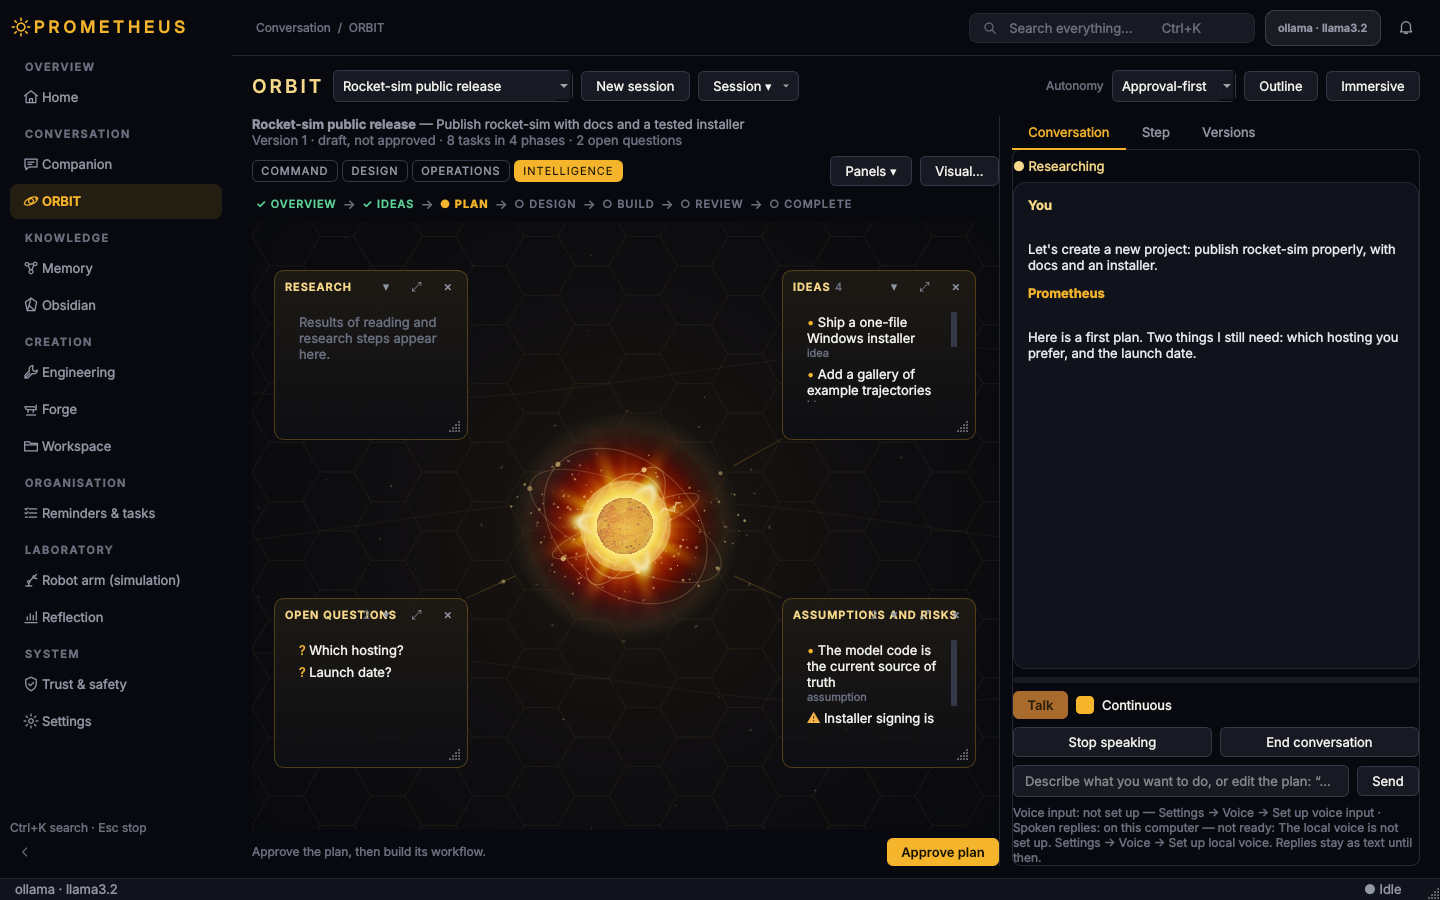 PROMETHEUS
Conversation / ORBIT
Search everything... Ctrl+K
ollama · llama3.2
OVERVIEW
Home
CONVERSATION
Companion
ORBIT
KNOWLEDGE
Memory
Obsidian
CREATION
Engineering
Forge
Workspace
ORGANISATION
Reminders & tasks
LABORATORY
Robot arm (simulation)
Reflection
SYSTEM
Trust & safety
Settings
Ctrl+K search · Esc stop
ORBIT
Rocket-sim public release
New session
Session ▾
Autonomy
Approval-first
Outline
Immersive
Rocket-sim public release — Publish rocket-sim with docs and a tested installer
Version 1 · draft, not approved · 8 tasks in 4 phases · 2 open questions
COMMAND
DESIGN
OPERATIONS
INTELLIGENCE
Panels ▾
Visual...
✓ OVERVIEW → ✓ IDEAS → ● PLAN → ○ DESIGN → ○ BUILD → ○ REVIEW → ○ COMPLETE
RESEARCH
Results of reading and
research steps appear
here.
IDEAS 4
• Ship a one-file
Windows installer
idea
• Add a gallery of
example trajectories
OPEN QUESTIONS
? Which hosting?
? Launch date?
ASSUMPTIONS AND RISKS
• The model code is
the current source of
truth
assumption
⚠ Installer signing is
Approve the plan, then build its workflow.
Approve plan
Conversation
Step
Versions
● Researching
You
Let's create a new project: publish rocket-sim properly, with
docs and an installer.
Prometheus
Here is a first plan. Two things I still need: which hosting you
prefer, and the launch date.
Talk
Continuous
Stop speaking
End conversation
Describe what you want to do, or edit the plan: “...
Send
Voice input: not set up — Settings → Voice → Set up voice input ·
Spoken replies: on this computer — not ready: The local voice is not
set up. Settings → Voice → Set up local voice. Replies stay as text until
then.
ollama · llama3.2
Idle